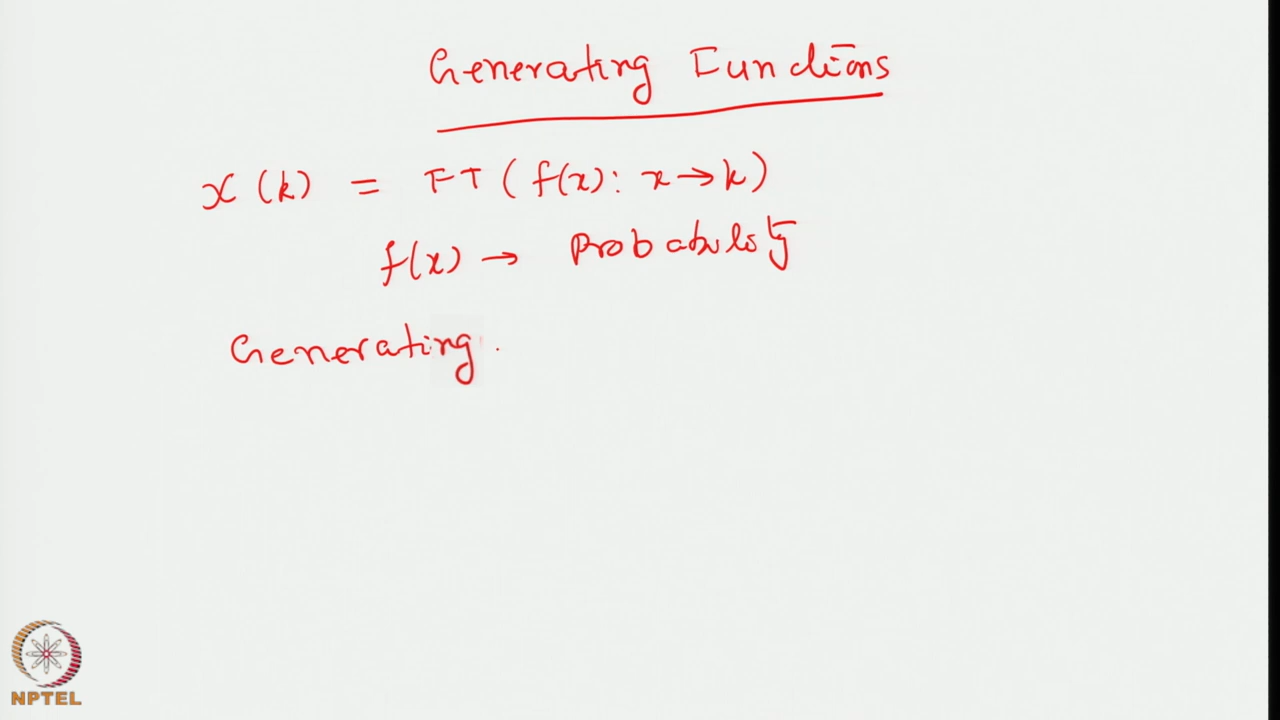 Generating Functions
X(k) = FT (f(x): x→k)
f(x) → Probability
Generating
NPTEL